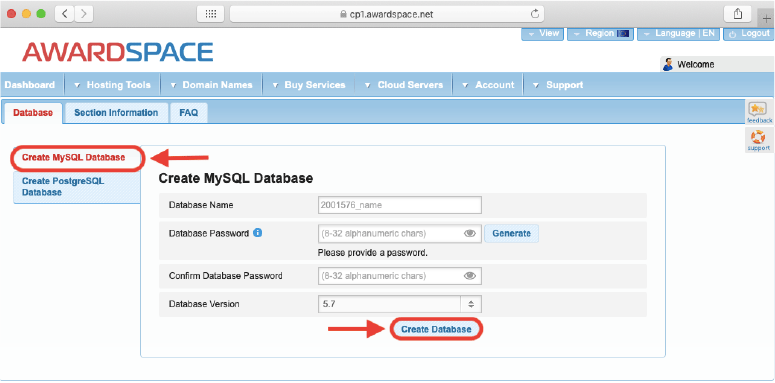 cp1.awardspace.net
View
Region
Language | EN
Logout
AWARDSPACE
Welcome
Dashboard
Hosting Tools
Domain Names
Buy Services
Cloud Servers
Account
Support
Database
Section Information
FAQ
feedback
support
Create MySQL Database
Create PostgreSQL
Database
Create MySQL Database
Database Name
2001576_name
Database Password
(8-32 alphanumeric chars)
Generate
Please provide a password.
Confirm Database Password
(8-32 alphanumeric chars)
Database Version
5.7
Create Database